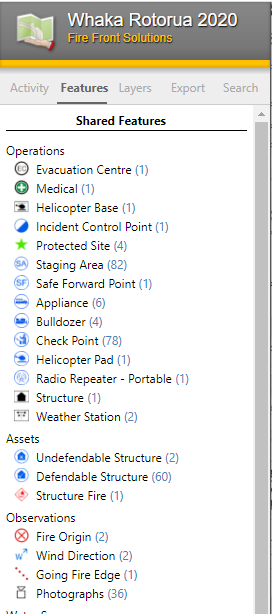 Whaka Rotorua 2020
Fire Front Solutions
Activity Features Layers Export Search
Shared Features
Operations
EC Evacuation Centre (1)
Medical (1)
Helicopter Base (1)
Incident Control Point (1)
Protected Site (4)
SA Staging Area (82)
SF Safe Forward Point (1)
Appliance (6)
Bulldozer (4)
Check Point (78)
Helicopter Pad (1)
Radio Repeater - Portable (1)
Structure (1)
Weather Station (2)
Assets
Undefendable Structure (2)
Defendable Structure (60)
Structure Fire (1)
Observations
Fire Origin (2)
W Wind Direction (2)
Going Fire Edge (1)
Photographs (36)